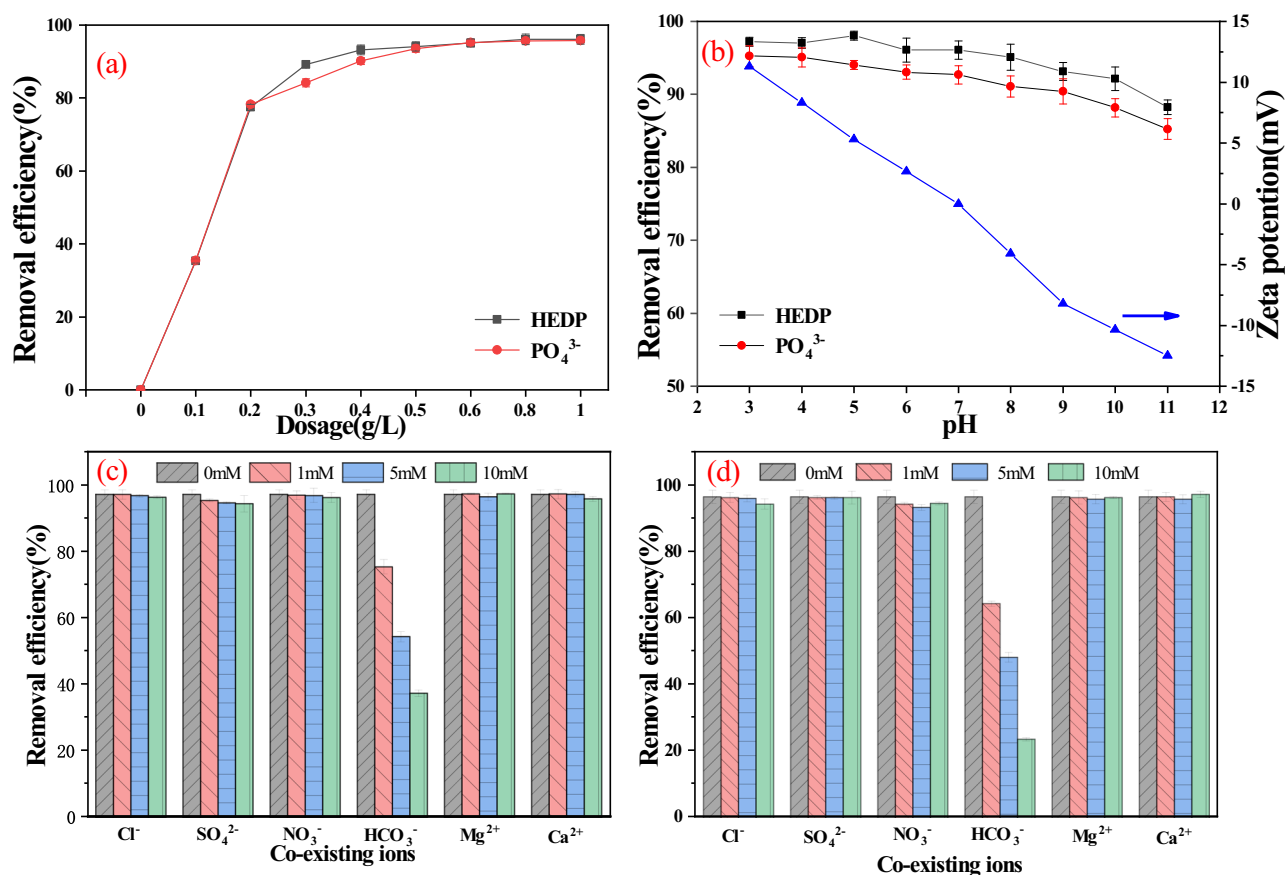 (a)
Removal efficiency(%)
100
80
60
40
20
0
HEDP
PO₄³⁻
0 0.1 0.2 0.3 0.4 0.5 0.6 0.8 1
Dosage(g/L)
(b)
Removal efficiency(%)
100
90
80
70
60
50
HEDP
PO₄³⁻
15
10
5
0
-5
-10
-15
Zeta potention(mV)
2 3 4 5 6 7 8 9 10 11 12
pH
(c)
0mM 1mM 5mM 10mM
Removal efficiency(%)
100
80
60
40
20
0
Cl⁻ SO₄²⁻ NO₃⁻ HCO₃⁻ Mg²⁺ Ca²⁺
Co-existing ions
(d)
0mM 1mM 5mM 10mM
Removal efficiency(%)
100
80
60
40
20
0
Cl⁻ SO₄²⁻ NO₃⁻ HCO₃⁻ Mg²⁺ Ca²⁺
Co-existing ions